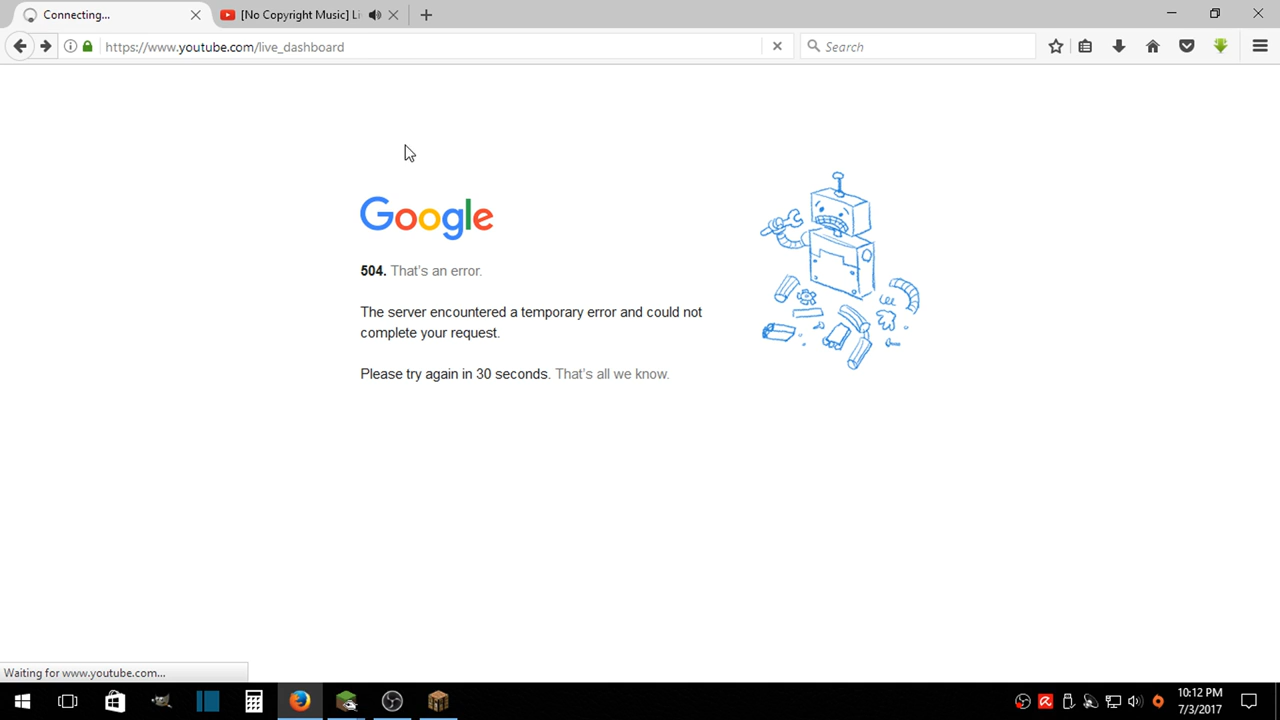 Connecting...
[No Copyright Music] Li
https://www.youtube.com/live_dashboard
Search
Google
504. That's an error.
The server encountered a temporary error and could not
complete your request.
Please try again in 30 seconds. That's all we know.
Waiting for www.youtube.com...
10:12 PM
7/3/2017